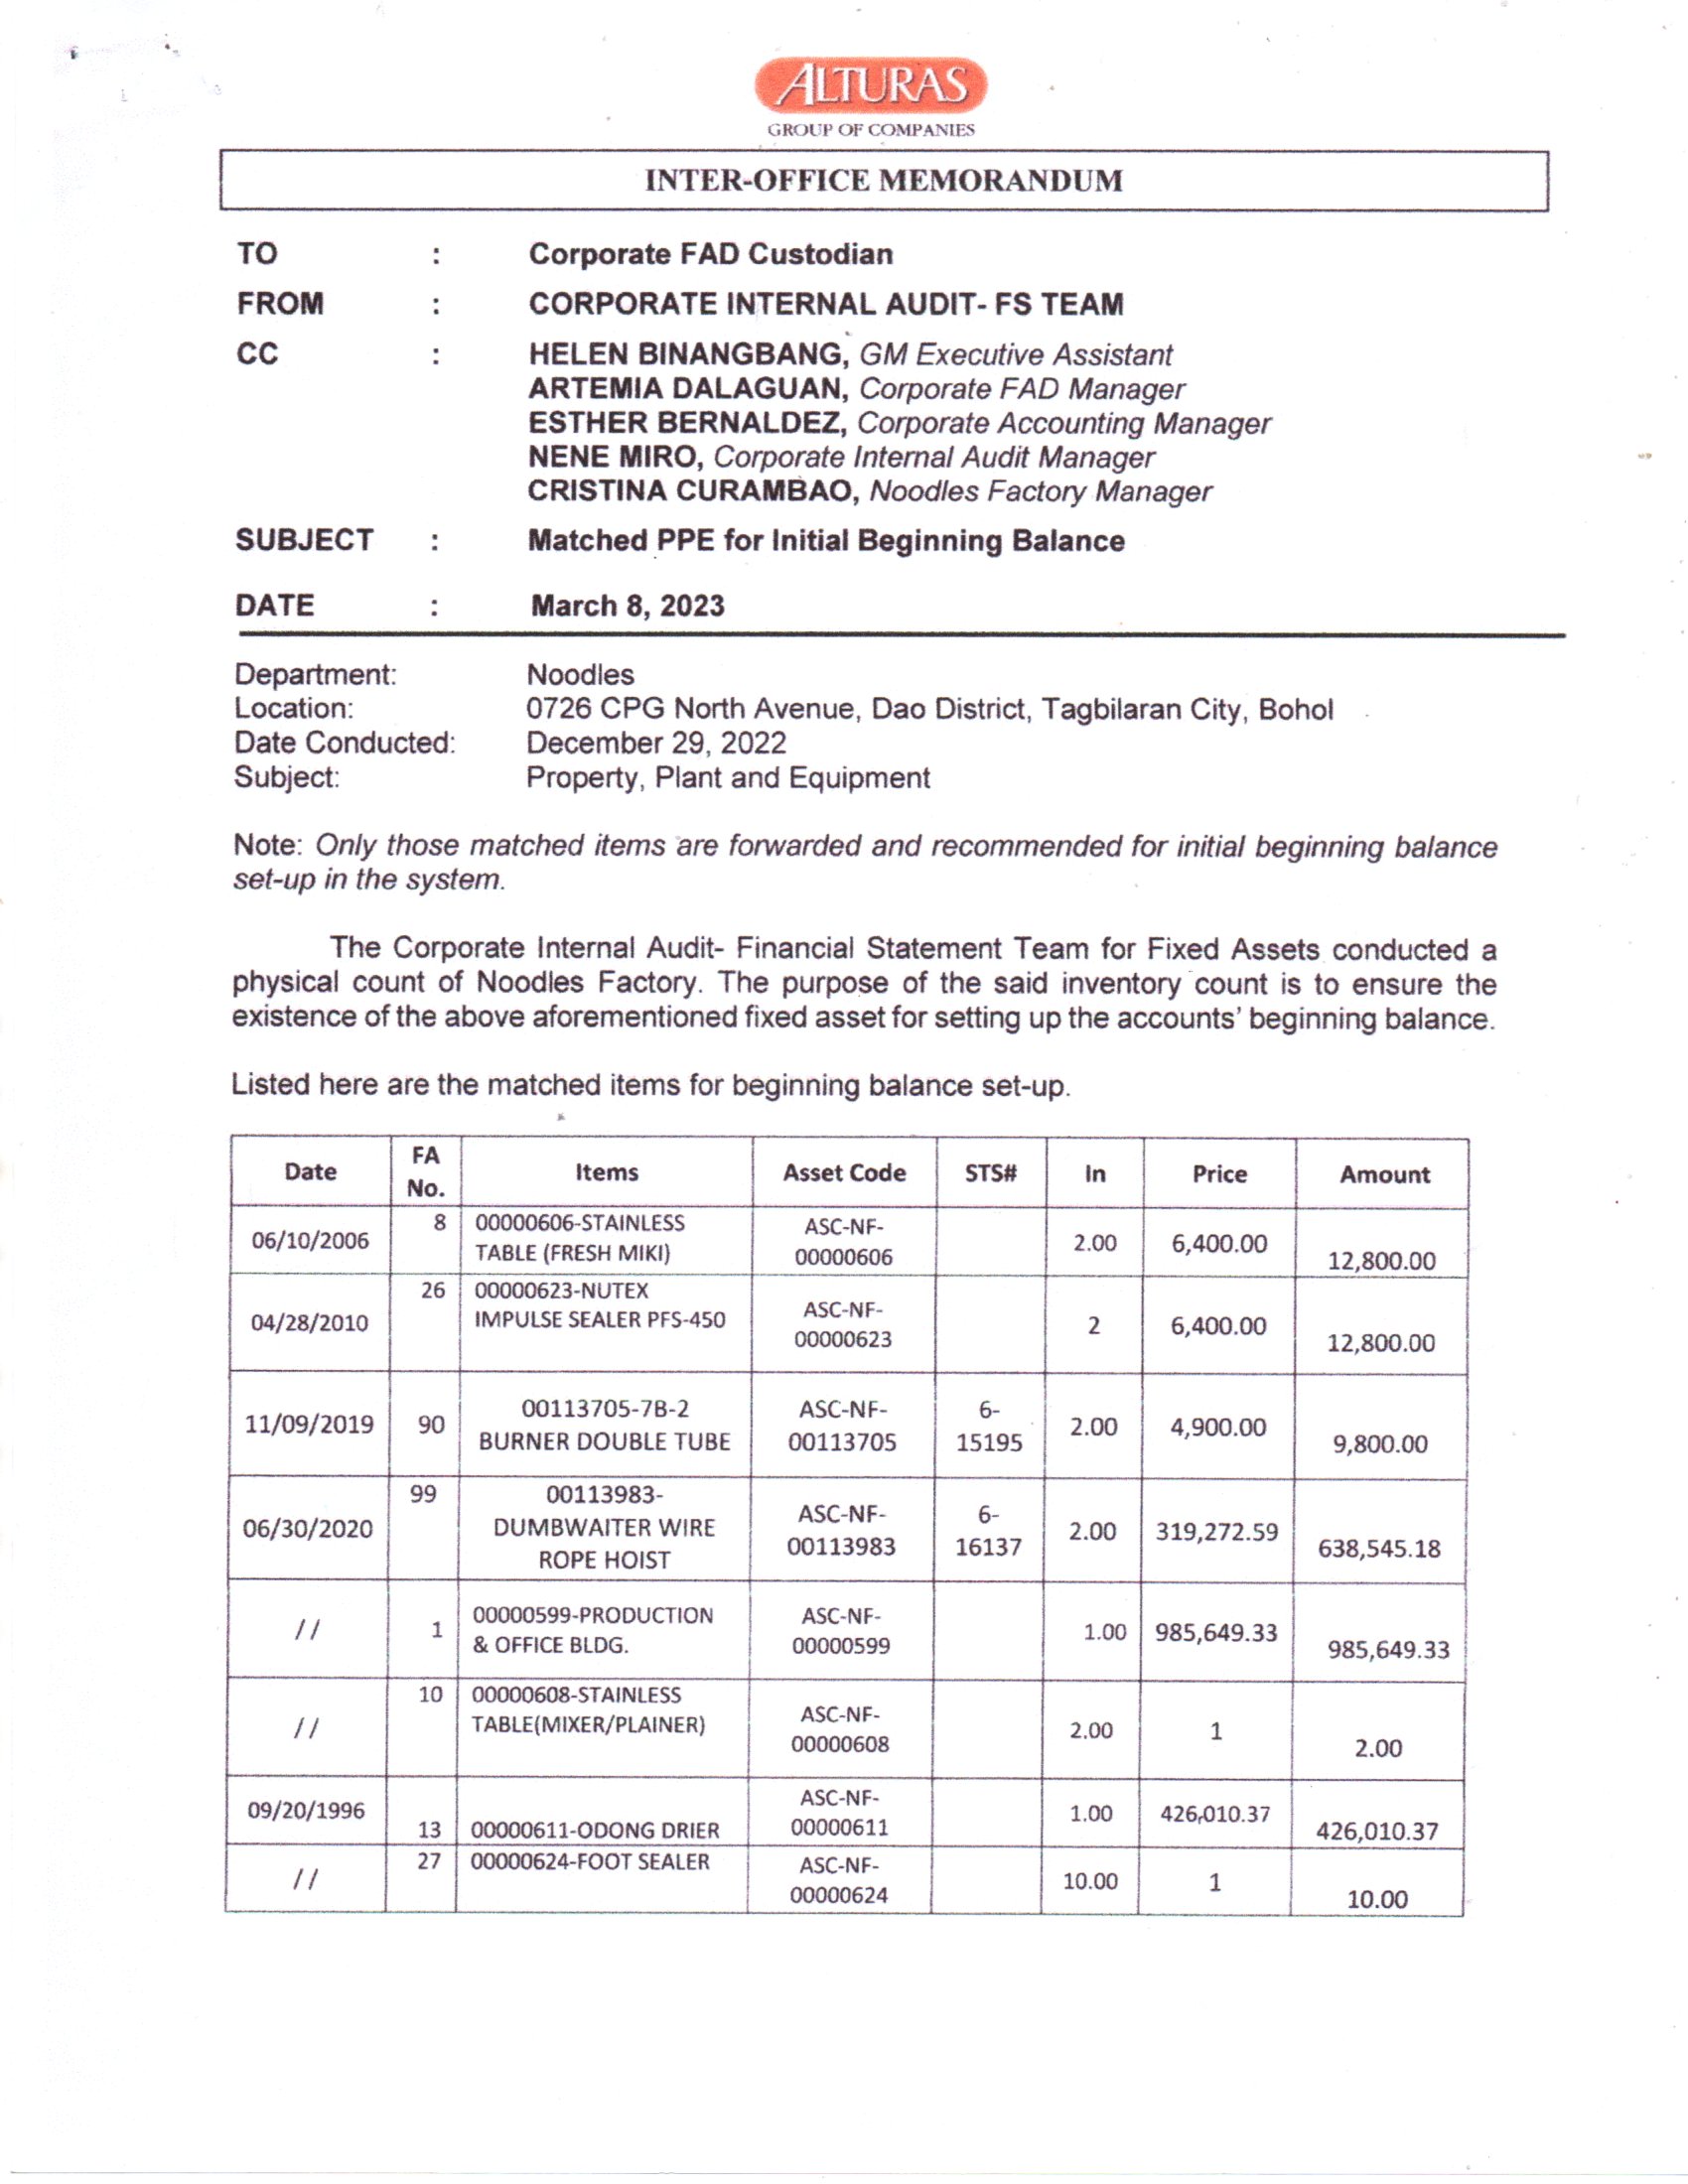 ALTURAS
GROUP OF COMPANIES
INTER-OFFICE MEMORANDUM
TO : Corporate FAD Custodian
FROM : CORPORATE INTERNAL AUDIT- FS TEAM
CC : HELEN BINANGBANG, GM Executive Assistant
ARTEMIA DALAGUAN, Corporate FAD Manager
ESTHER BERNALDEZ, Corporate Accounting Manager
NENE MIRO, Corporate Internal Audit Manager
CRISTINA CURAMBAO, Noodles Factory Manager
SUBJECT : Matched PPE for Initial Beginning Balance
DATE : March 8, 2023
Department: Noodles
Location: 0726 CPG North Avenue, Dao District, Tagbilaran City, Bohol
Date Conducted: December 29, 2022
Subject: Property, Plant and Equipment
Note: Only those matched items are forwarded and recommended for initial beginning balance
set-up in the system.
The Corporate Internal Audit- Financial Statement Team for Fixed Assets conducted a
physical count of Noodles Factory. The purpose of the said inventory count is to ensure the
existence of the above aforementioned fixed asset for setting up the accounts' beginning balance.
Listed here are the matched items for beginning balance set-up.
Date FA No. Items Asset Code STS# In Price Amount
06/10/2006 8 00000606-STAINLESS TABLE (FRESH MIKI) ASC-NF-00000606 2.00 6,400.00 12,800.00
04/28/2010 26 00000623-NUTEX IMPULSE SEALER PFS-450 ASC-NF-00000623 2 6,400.00 12,800.00
11/09/2019 90 00113705-7B-2 BURNER DOUBLE TUBE ASC-NF-00113705 6-15195 2.00 4,900.00 9,800.00
06/30/2020 99 00113983-DUMBWAITER WIRE ROPE HOIST ASC-NF-00113983 6-16137 2.00 319,272.59 638,545.18
/ / 1 00000599-PRODUCTION & OFFICE BLDG. ASC-NF-00000599 1.00 985,649.33 985,649.33
/ / 10 00000608-STAINLESS TABLE(MIXER/PLAINER) ASC-NF-00000608 2.00 1 2.00
09/20/1996 13 00000611-ODONG DRIER ASC-NF-00000611 1.00 426,010.37 426,010.37
/ / 27 00000624-FOOT SEALER ASC-NF-00000624 10.00 1 10.00